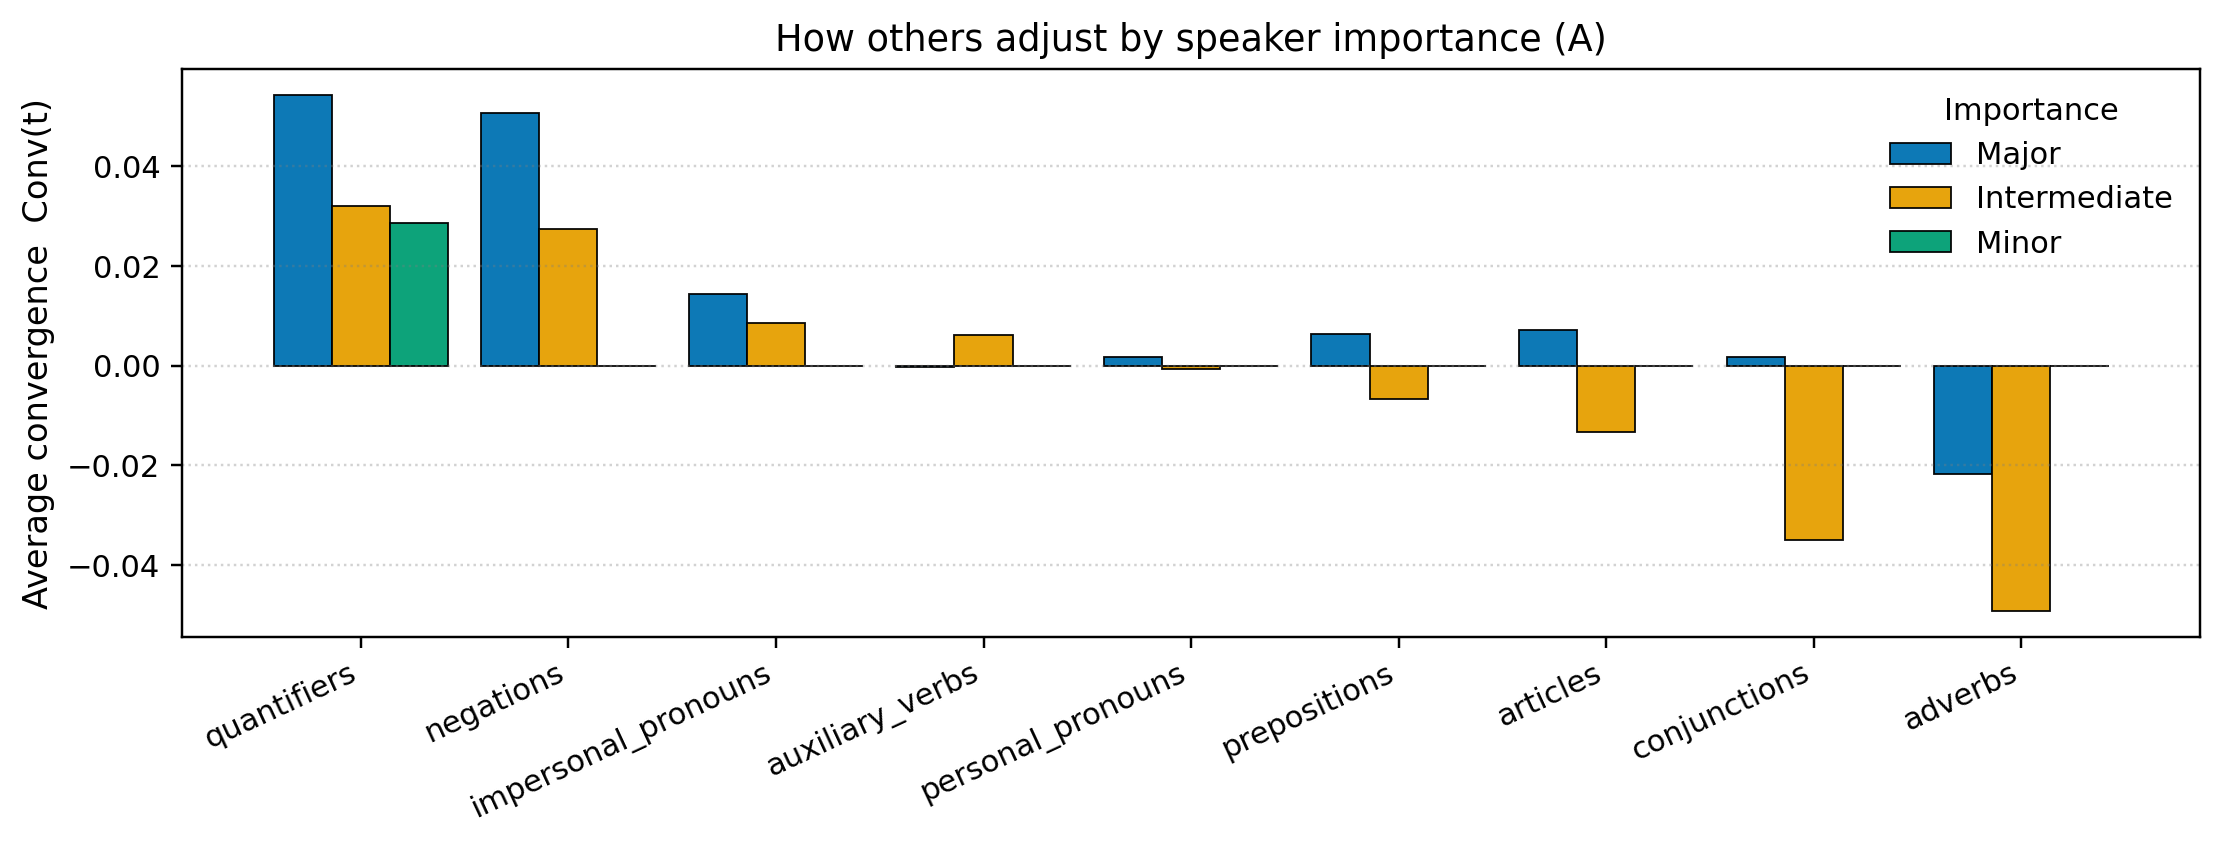 How others adjust by speaker importance (A)
Average convergence  Conv(t)
0.04
0.02
0.00
−0.02
−0.04
Importance
Major
Intermediate
Minor
quantifiers
negations
impersonal_pronouns
auxiliary_verbs
personal_pronouns
prepositions
articles
conjunctions
adverbs